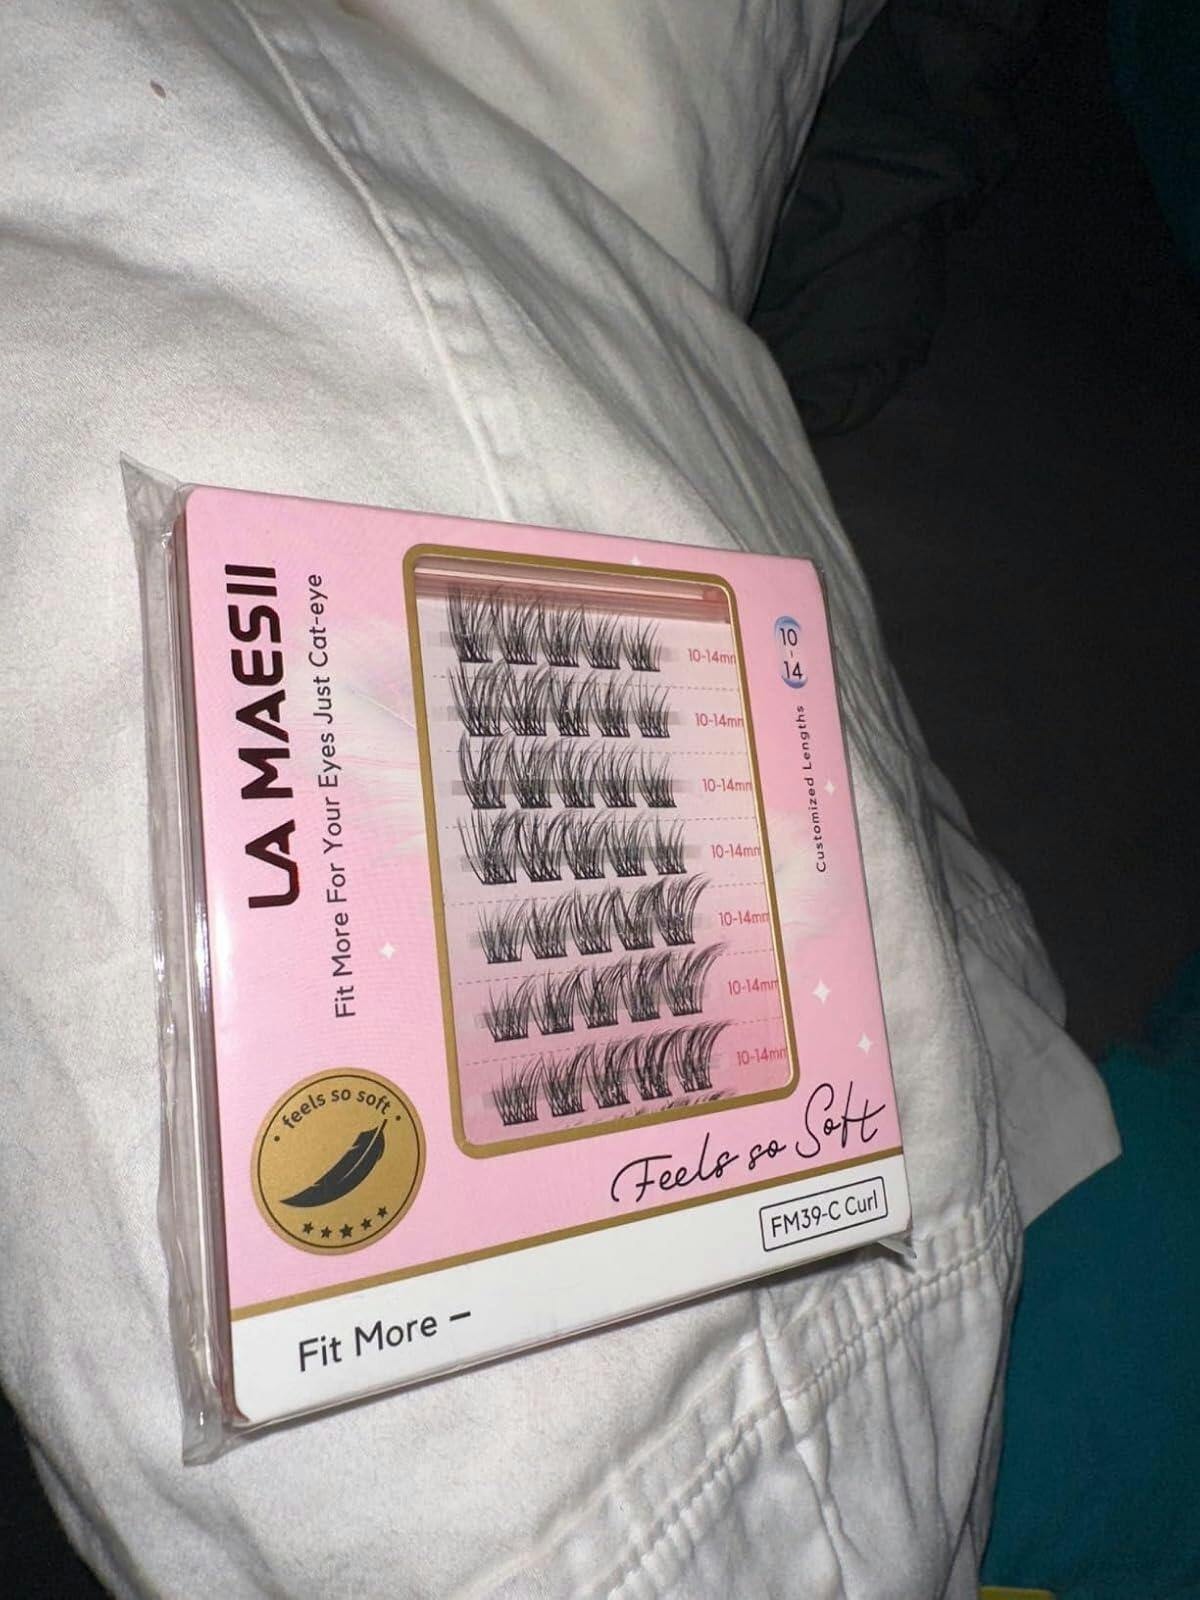 LA MAESII
Fit More For Your Eyes Just Cat-eye
10-14mm
10-14mm
10-14mm
10-14mm
10-14mm
10-14mm
10-14mm
10
-
14
Customized Lengths
• feels so soft •
Feels so Soft
FM39-C Curl
Fit More –